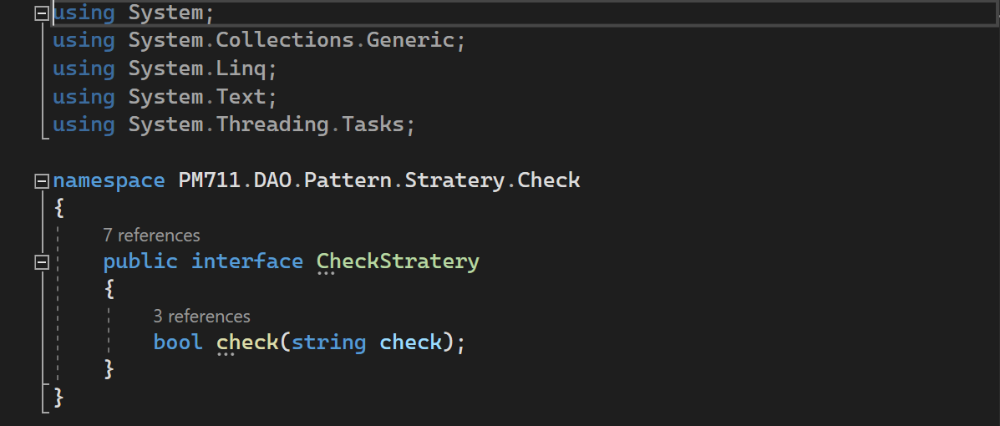 using System;
using System.Collections.Generic;
using System.Linq;
using System.Text;
using System.Threading.Tasks;
namespace PM711.DAO.Pattern.Stratery.Check
{
7 references
public interface CheckStratery
{
3 references
bool check(string check);
}
}